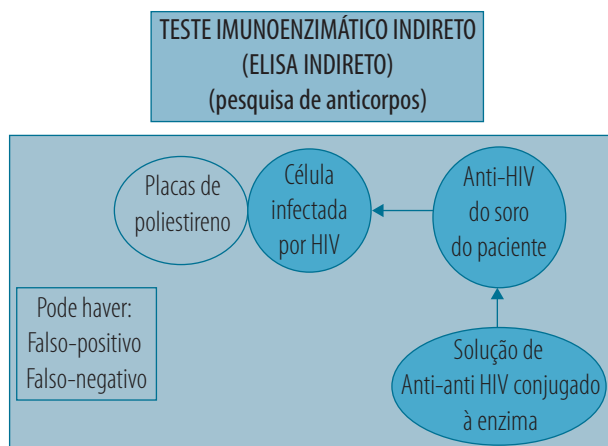 TESTE IMUNOENZIMÁTICO INDIRETO
(ELISA INDIRETO)
(pesquisa de anticorpos)
Placas de
poliestireno
Célula
infectada
por HIV
Anti-HIV
do soro
do paciente
Pode haver:
Falso-positivo
Falso-negativo
Solução de
Anti-anti HIV conjugado
à enzima